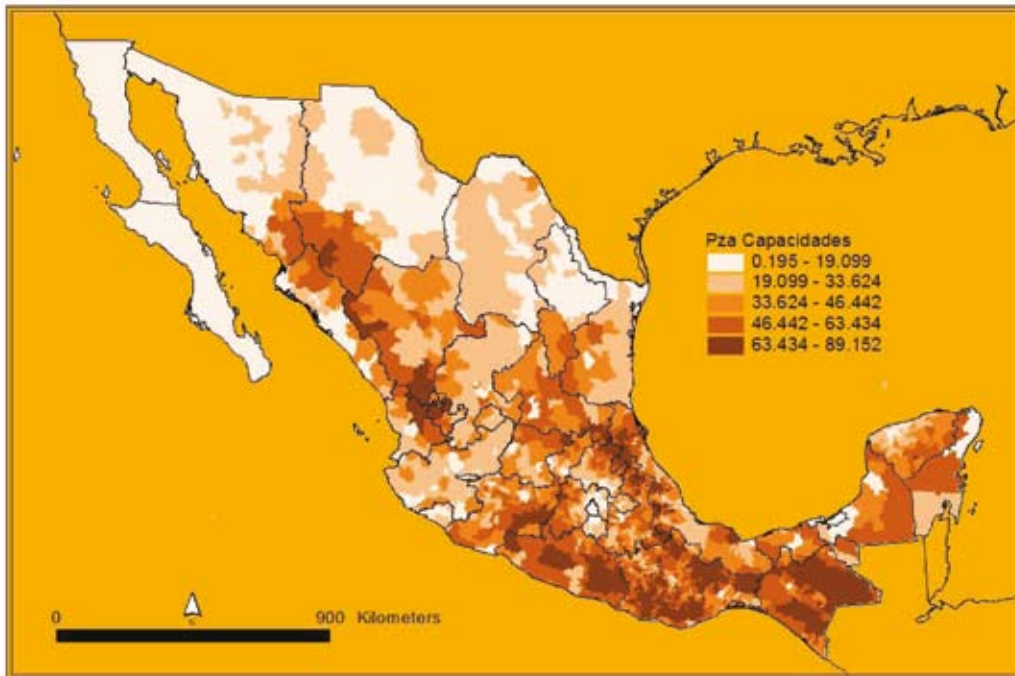 Pza Capacidades
0.195 - 19.099
19.099 - 33.624
33.624 - 46.442
46.442 - 63.434
63.434 - 89.152
0
900 Kilometers